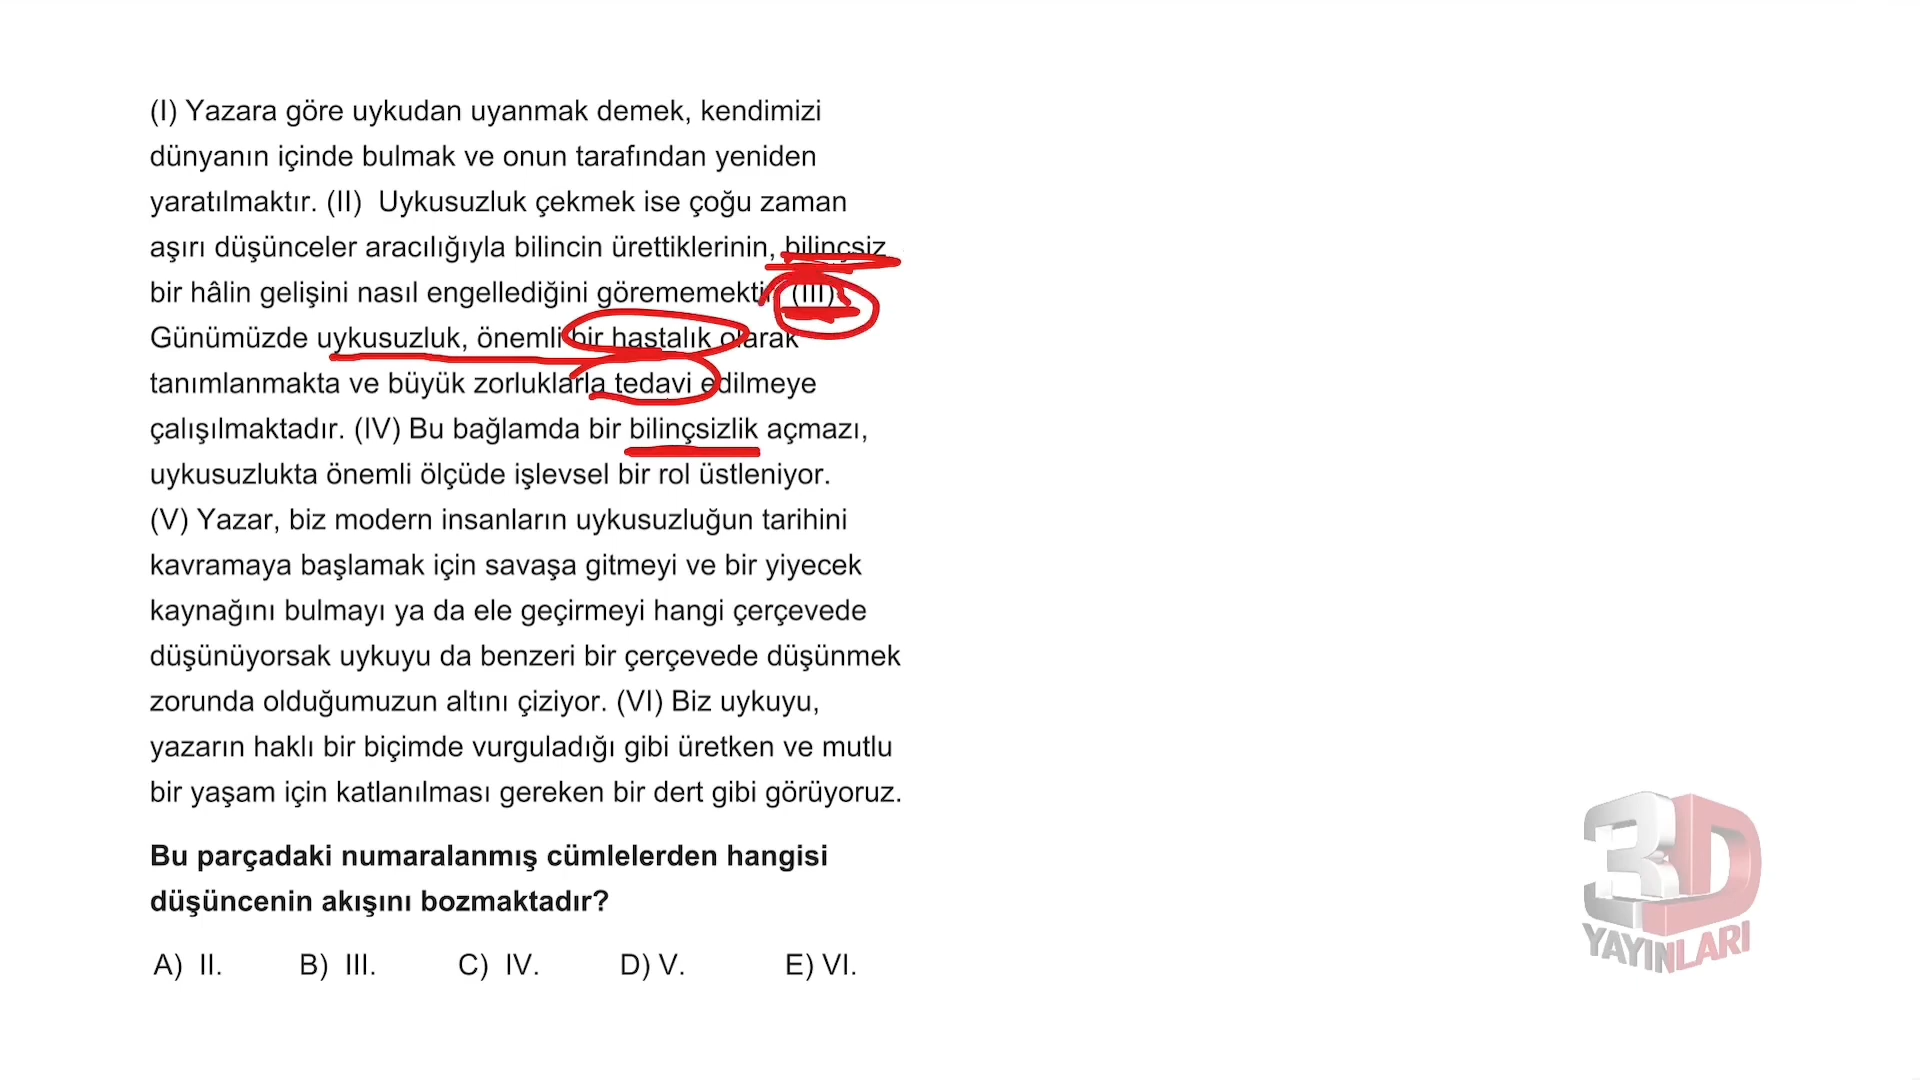 (I) Yazara göre uykudan uyanmak demek, kendimizi
dünyanın içinde bulmak ve onun tarafından yeniden
yaratılmaktır. (II) Uykusuzluk çekmek ise çoğu zaman
aşırı düşünceler aracılığıyla bilincin ürettiklerinin, bilinçsiz
bir hâlin gelişini nasıl engellediğini görememektir. (III)
Günümüzde uykusuzluk, önemli bir hastalık olarak
tanımlanmakta ve büyük zorluklarla tedavi edilmeye
çalışılmaktadır. (IV) Bu bağlamda bir bilinçsizlik açmazı,
uykusuzlukta önemli ölçüde işlevsel bir rol üstleniyor.
(V) Yazar, biz modern insanların uykusuzluğun tarihini
kavramaya başlamak için savaşa gitmeyi ve bir yiyecek
kaynağını bulmayı ya da ele geçirmeyi hangi çerçevede
düşünüyorsak uykuyu da benzeri bir çerçevede düşünmek
zorunda olduğumuzun altını çiziyor. (VI) Biz uykuyu,
yazarın haklı bir biçimde vurguladığı gibi üretken ve mutlu
bir yaşam için katlanılması gereken bir dert gibi görüyoruz.
Bu parçadaki numaralanmış cümlelerden hangisi
düşüncenin akışını bozmaktadır?
A) II. B) III. C) IV. D) V. E) VI.
3D
YAYINLARI